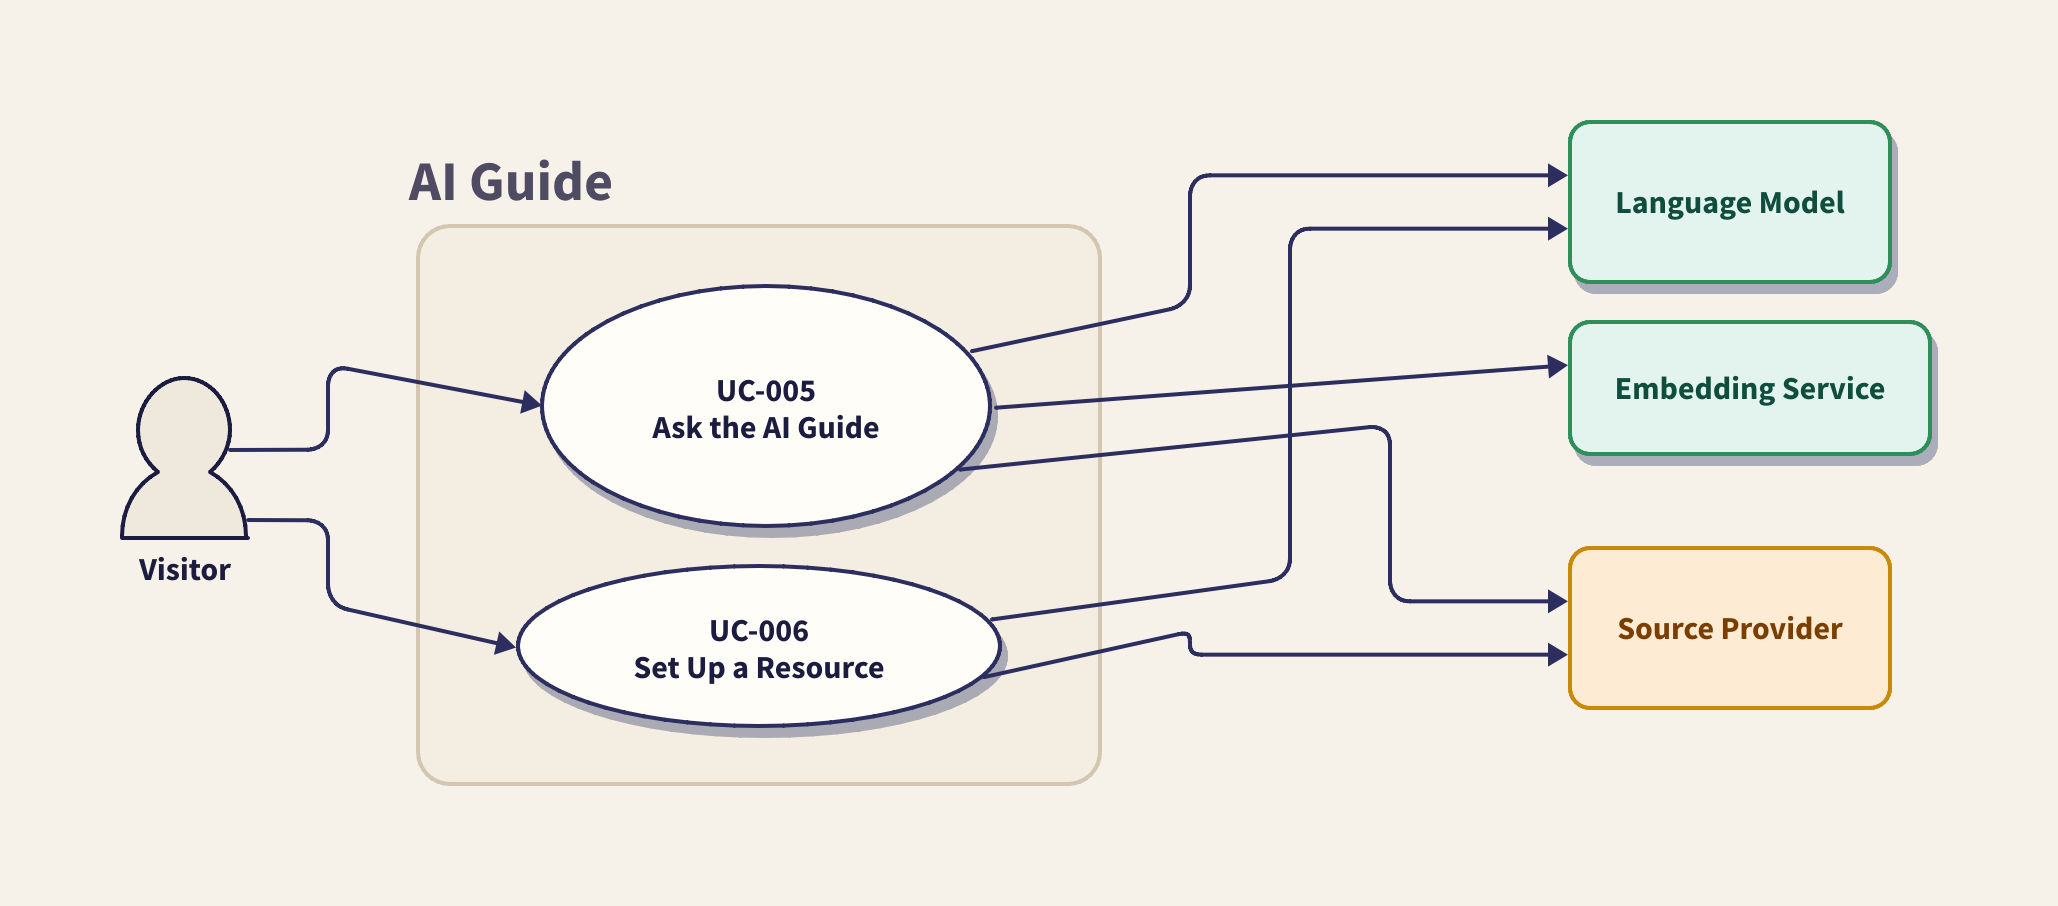 AI Guide
Visitor
UC-005
Ask the AI Guide
UC-006
Set Up a Resource
Language Model
Embedding Service
Source Provider